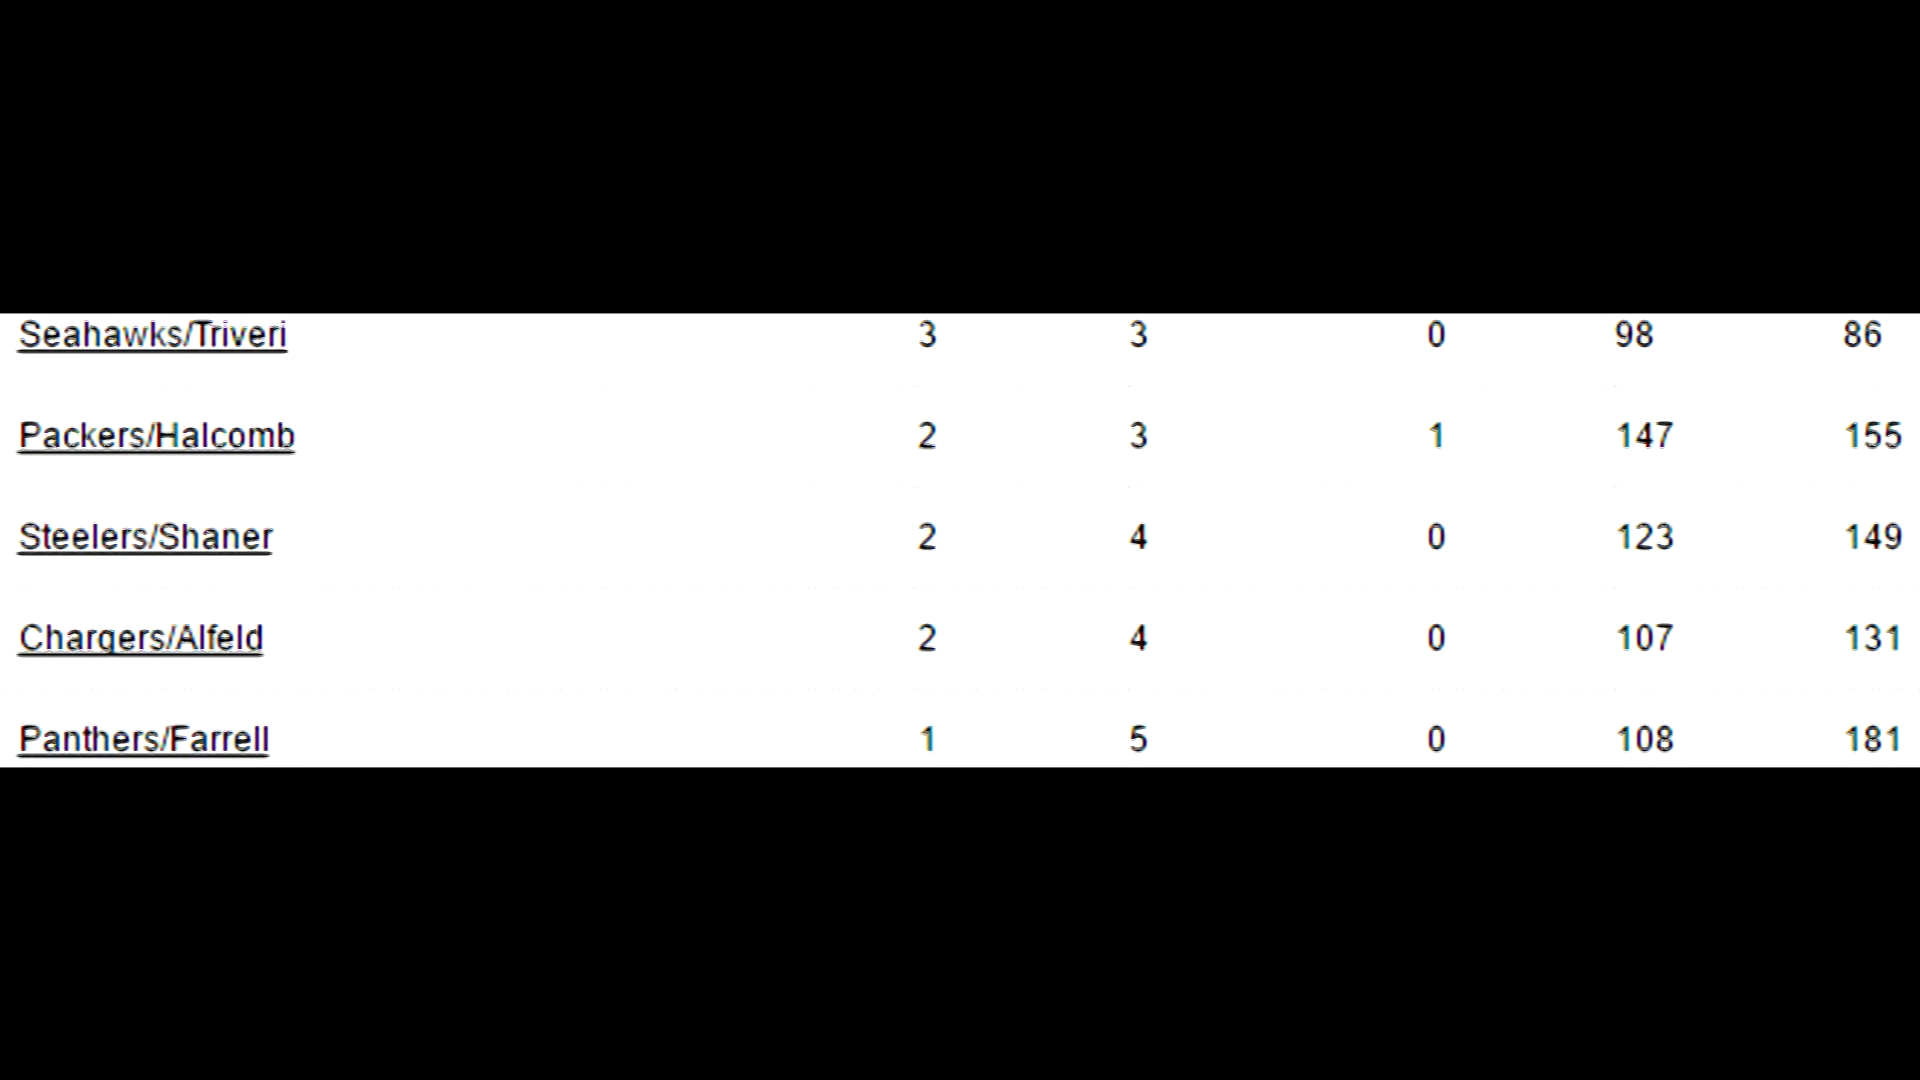 Seahawks/Triveri 3 3 0 98 86
Packers/Halcomb 2 3 1 147 155
Steelers/Shaner 2 4 0 123 149
Chargers/Alfeld 2 4 0 107 131
Panthers/Farrell 1 5 0 108 181